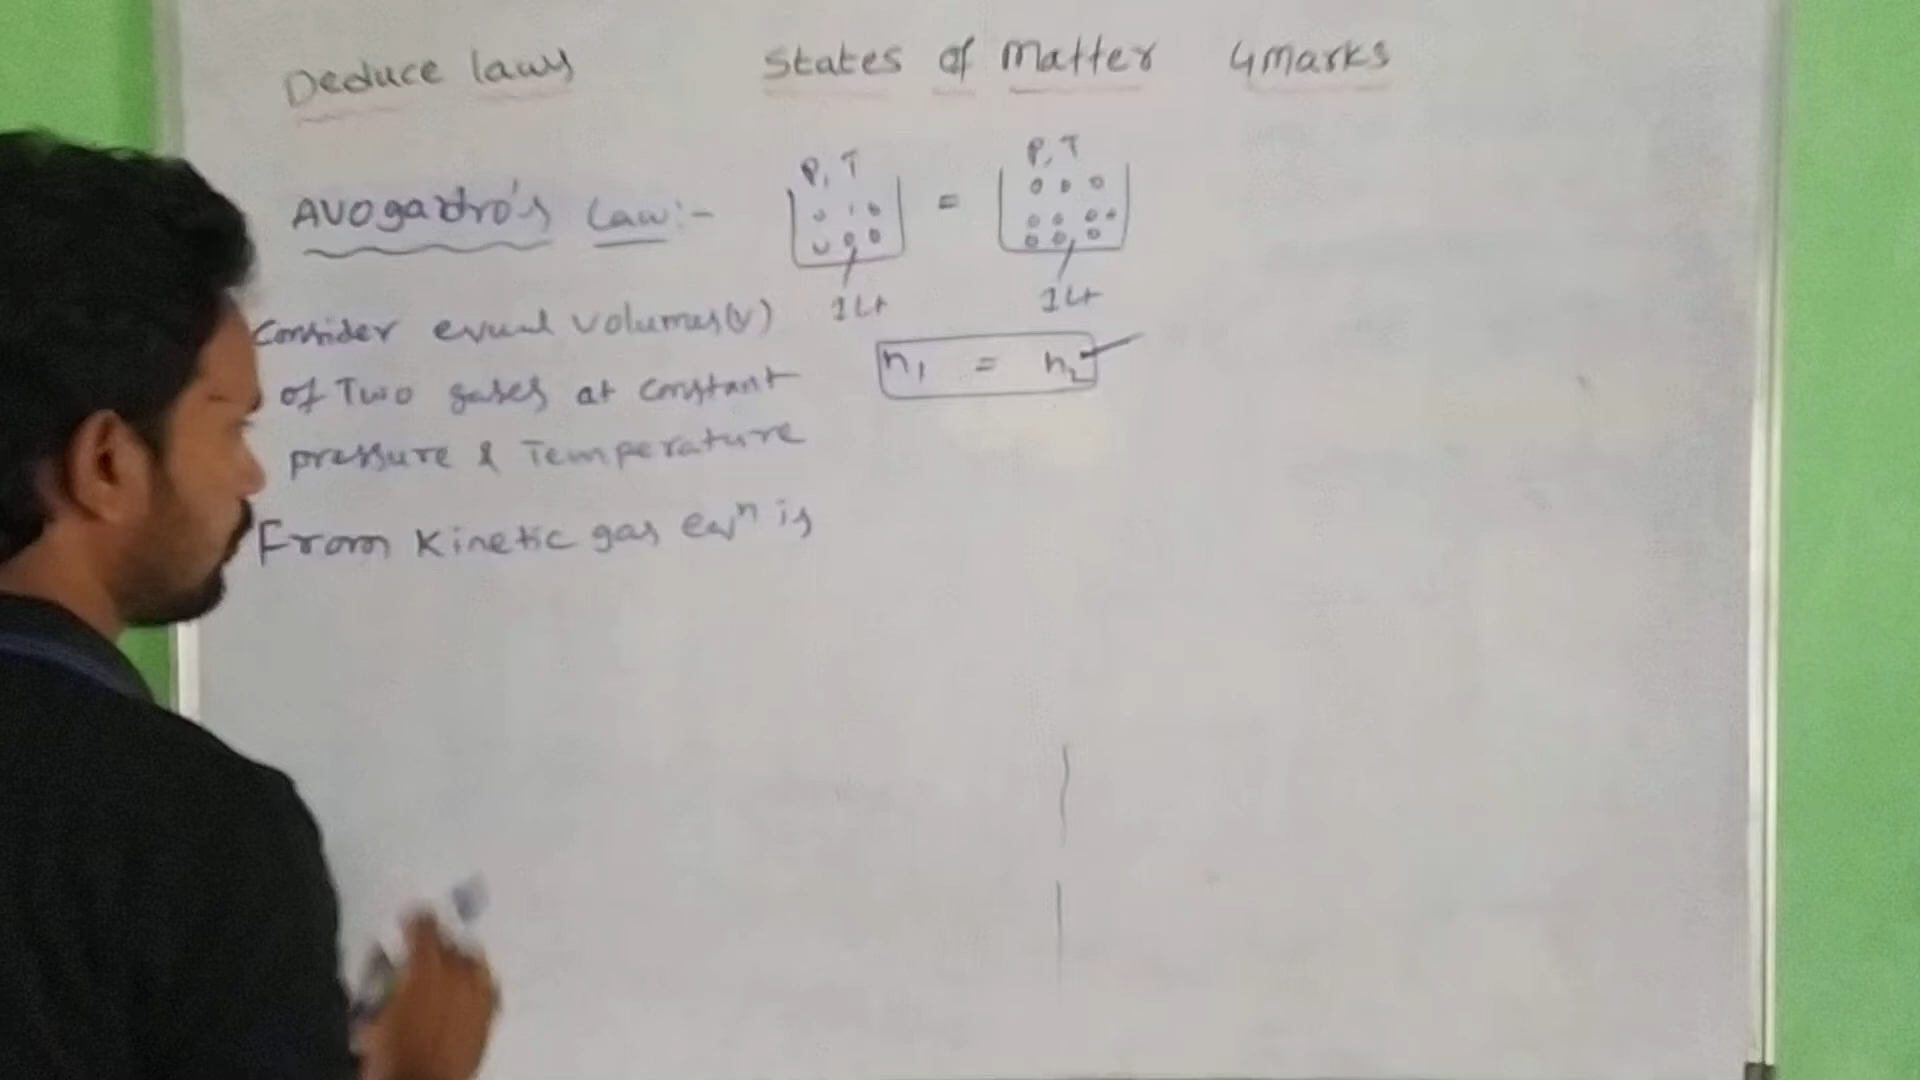 Deduce laws States of Matter 4marks
P, T P, T
Avogadro's Law:- =
1Lt 1Lt
Consider equal volumes(v)
n₁ = n₂
of Two gases at constant
pressure & Temperature
From Kinetic gas eqⁿ is